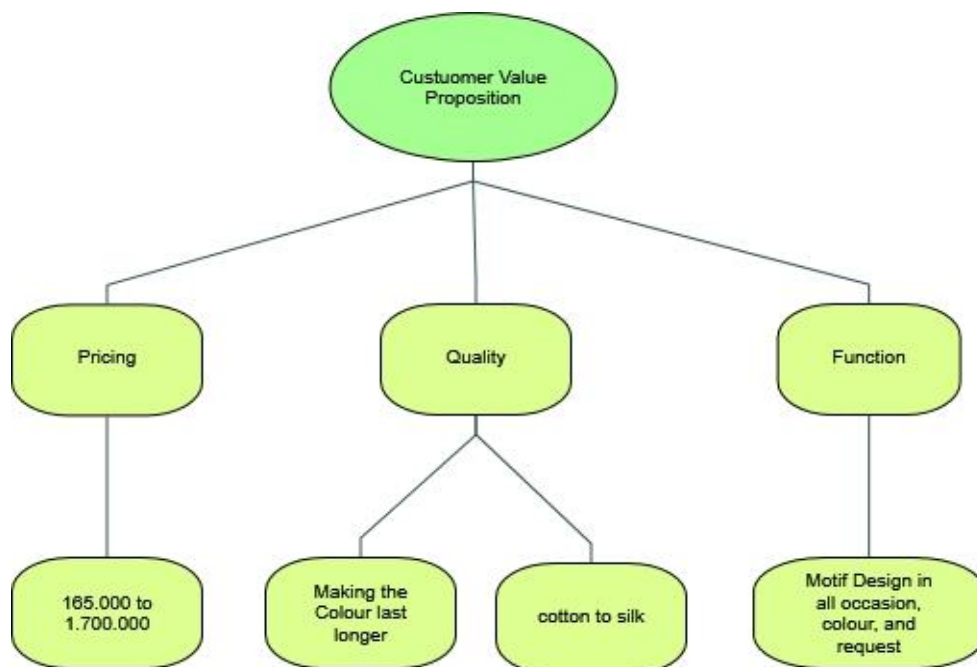 Custuomer Value
Proposition
Pricing
Quality
Function
165.000 to
1.700.000
Making the
Colour last
longer
cotton to silk
Motif Design in
all occasion,
colour, and
request